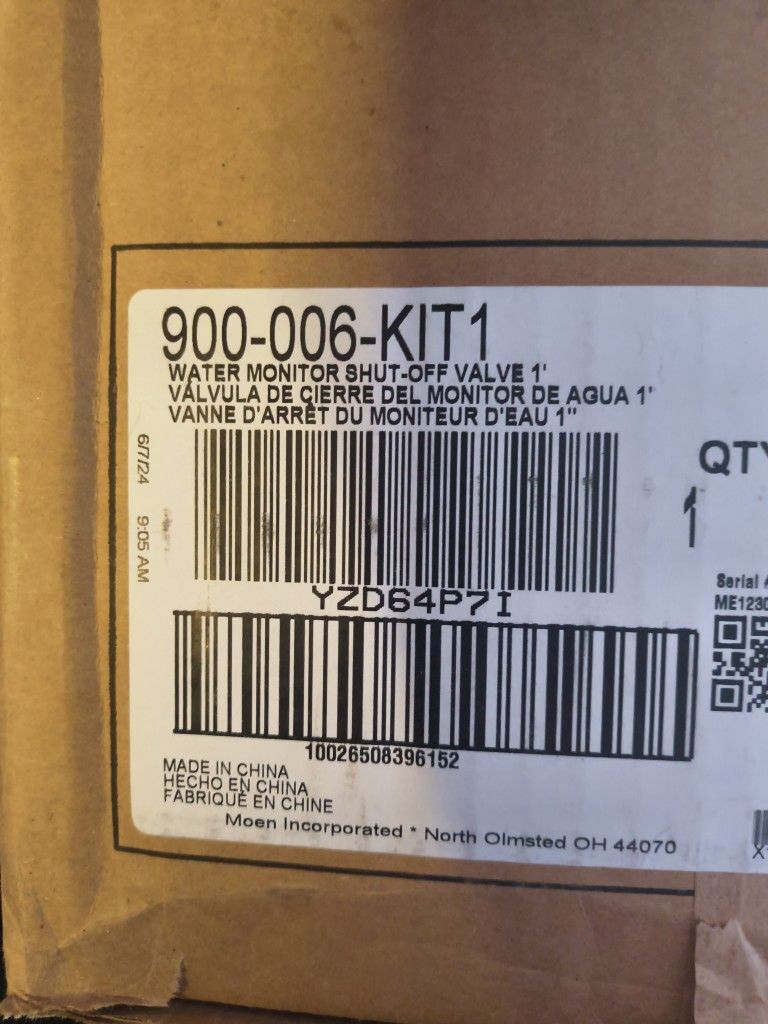 900-006-KIT1
WATER MONITOR SHUT-OFF VALVE 1'
VÁLVULA DE CIERRE DEL MONITOR DE AGUA 1'
VANNE D'ARRÊT DU MONITEUR D'EAU 1"
6/7/24 9:05 AM
QTY
1
YZD64P7I
Serial
ME1230
10026508396152
MADE IN CHINA
HECHO EN CHINA
FABRIQUÉ EN CHINE
Moen Incorporated * North Olmsted OH 44070